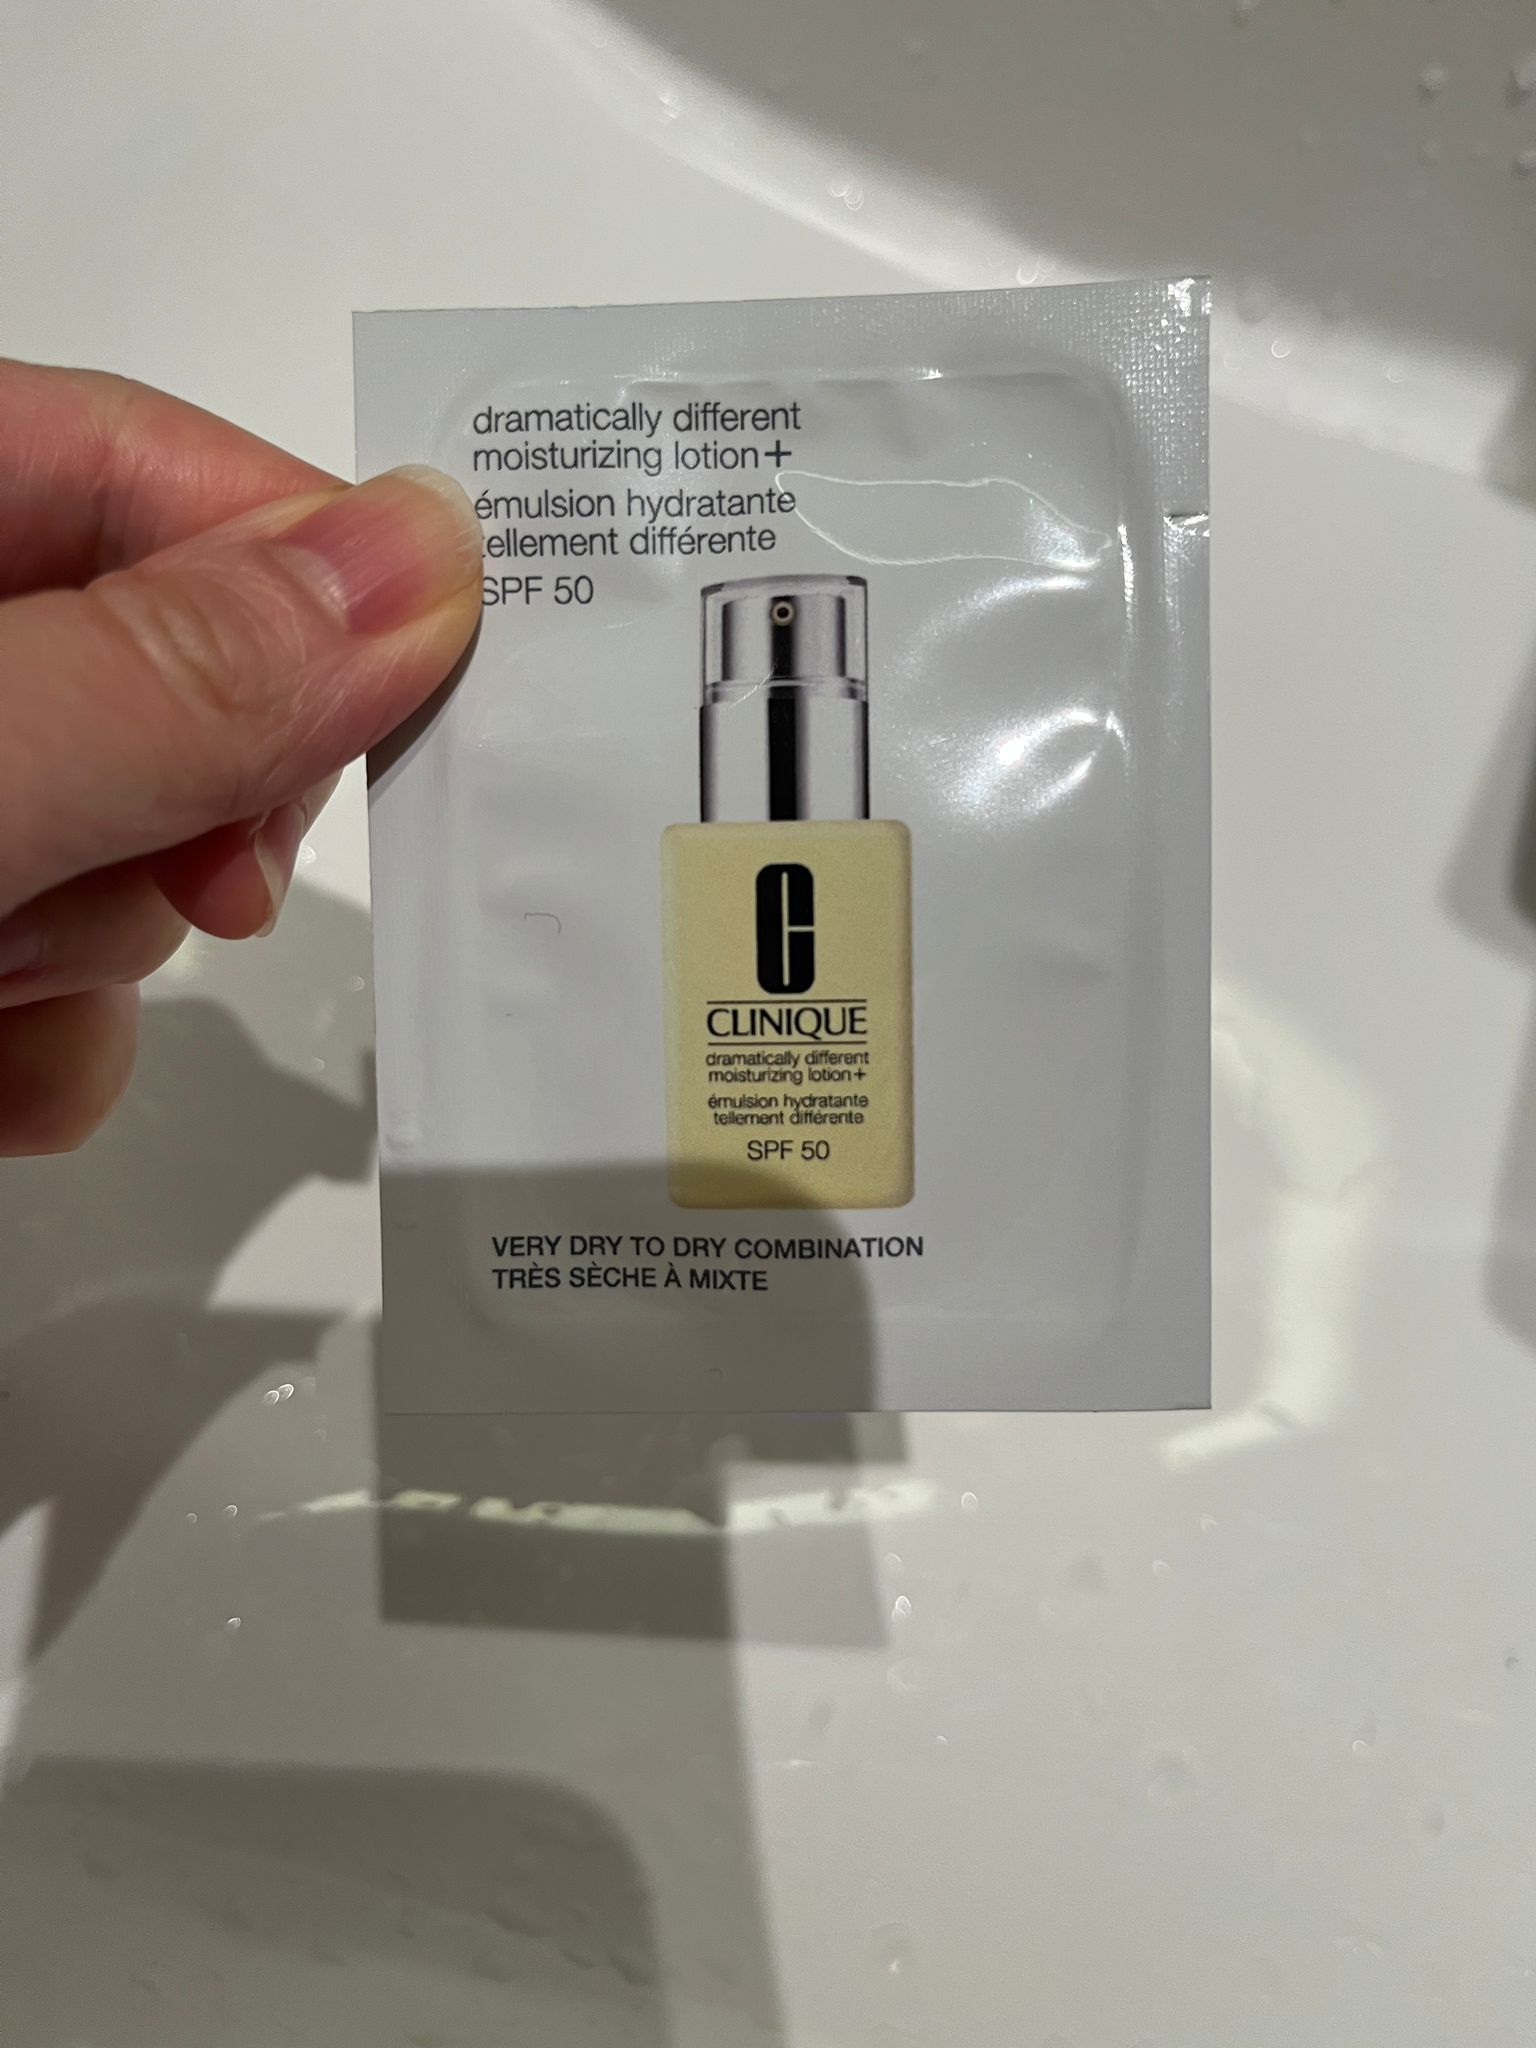 dramatically different
moisturizing lotion+
émulsion hydratante
tellement différente
SPF 50
CLINIQUE
dramatically different
moisturizing lotion+
émulsion hydratante
tellement différente
SPF 50
VERY DRY TO DRY COMBINATION
TRÈS SÈCHE À MIXTE